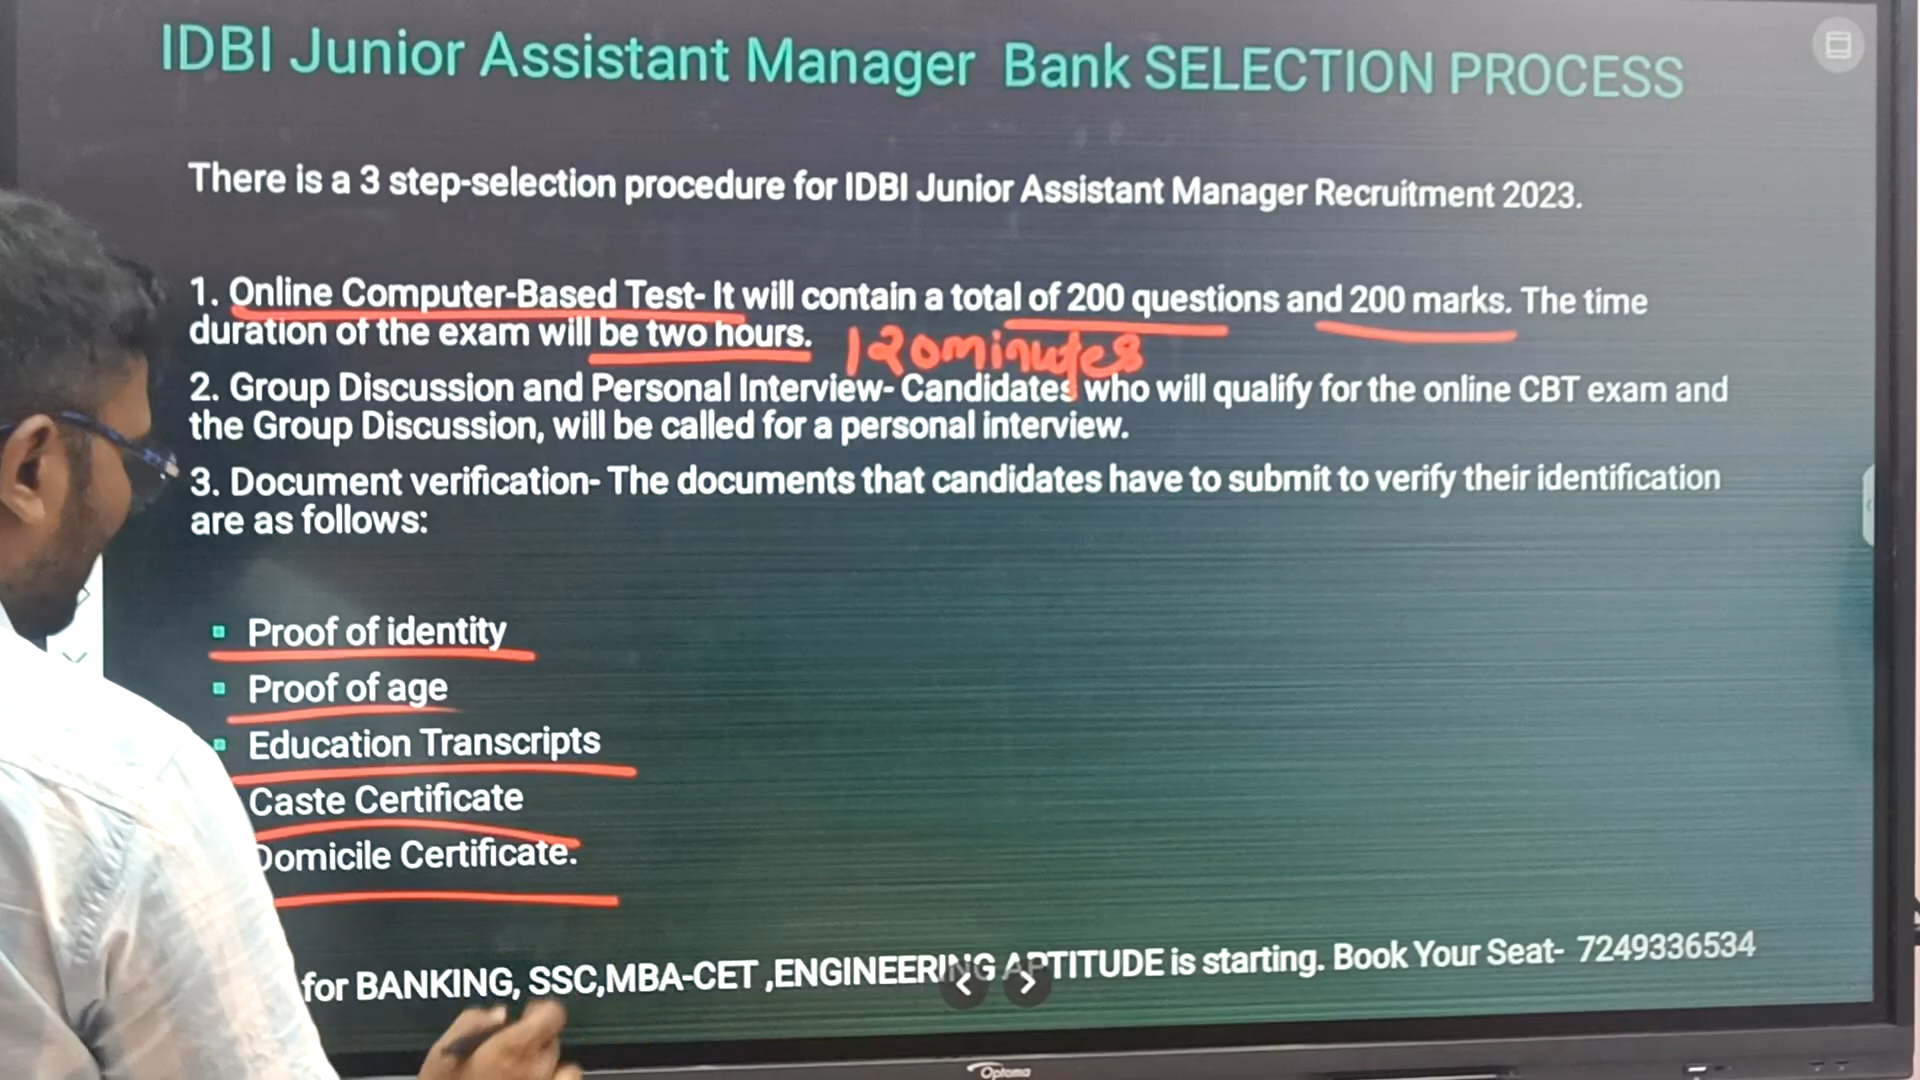 IDBI Junior Assistant Manager Bank SELECTION PROCESS
There is a 3 step-selection procedure for IDBI Junior Assistant Manager Recruitment 2023.
1. Online Computer-Based Test- It will contain a total of 200 questions and 200 marks. The time
duration of the exam will be two hours. 120minutes
2. Group Discussion and Personal Interview- Candidates who will qualify for the online CBT exam and
the Group Discussion, will be called for a personal interview.
3. Document verification- The documents that candidates have to submit to verify their identification
are as follows:
Proof of identity
Proof of age
Education Transcripts
Caste Certificate
Domicile Certificate.
for BANKING, SSC,MBA-CET ,ENGINEERING APTITUDE is starting. Book Your Seat- 7249336534
Optoma